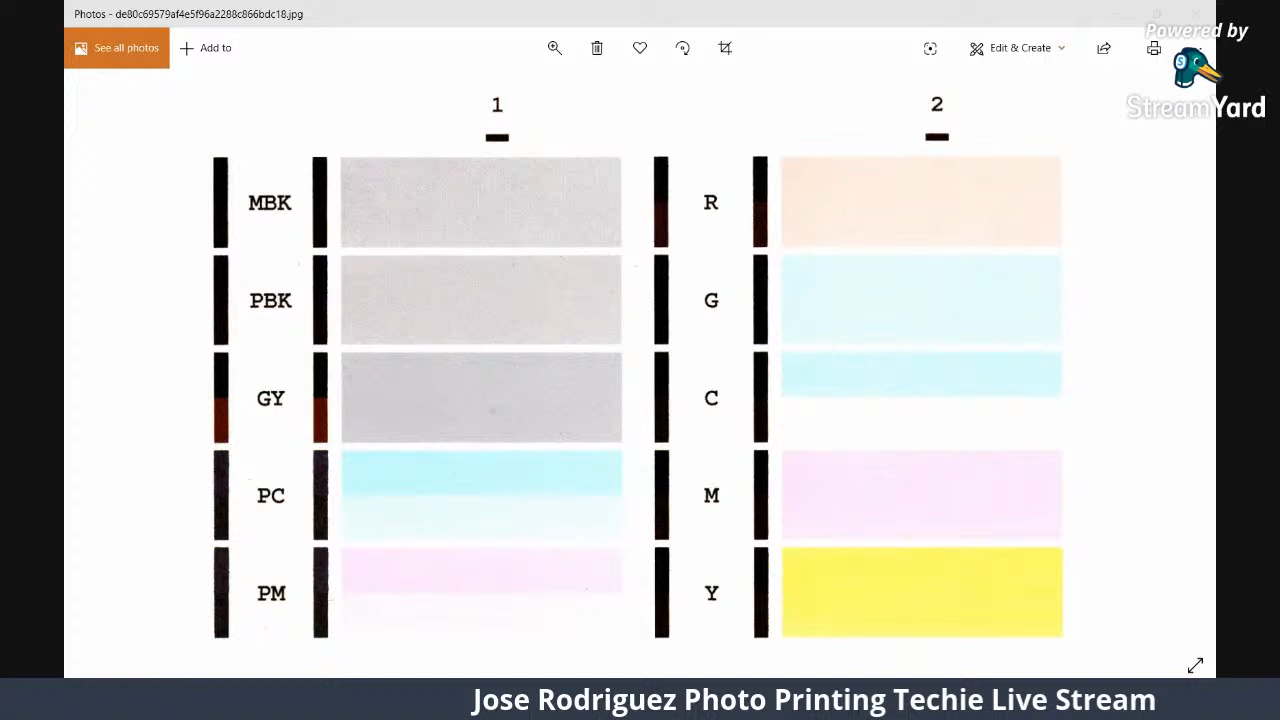 Photos - de80c69579af4e5f96a2288c866bdc18.jpg
Powered by
See all photos
Add to
Edit & Create
StreamYard
1 2
MBK R
PBK G
GY C
PC M
PM Y
Jose Rodriguez Photo Printing Techie Live Stream